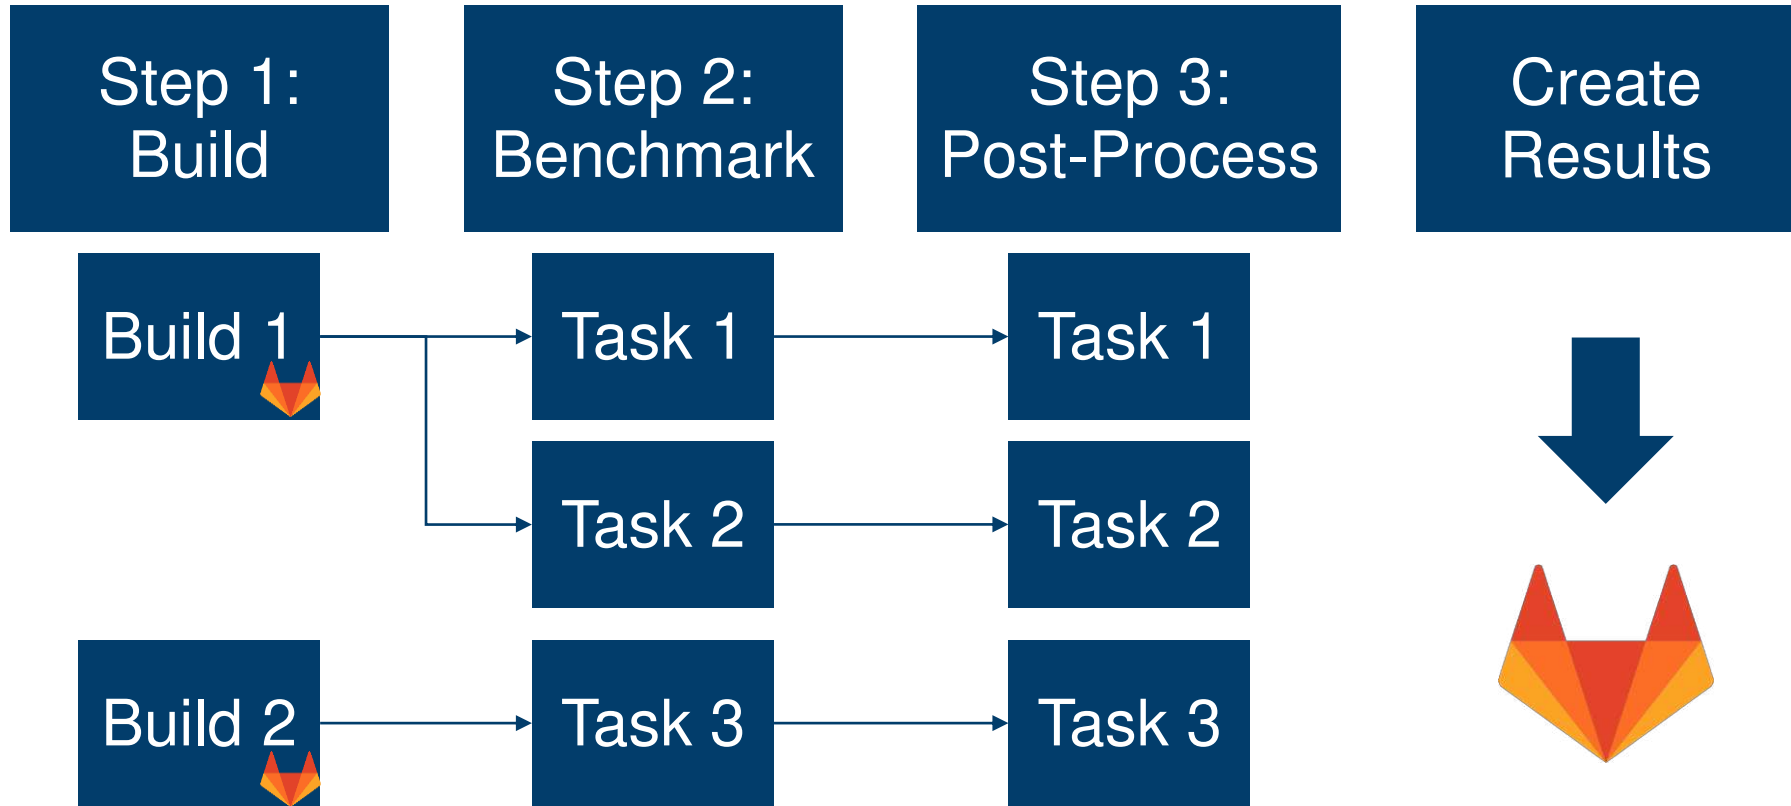 Step 1:
Build
Step 2:
Benchmark
Step 3:
Post-Process
Create
Results
Build 1
Task 1
Task 1
Task 2
Task 2
Build 2
Task 3
Task 3